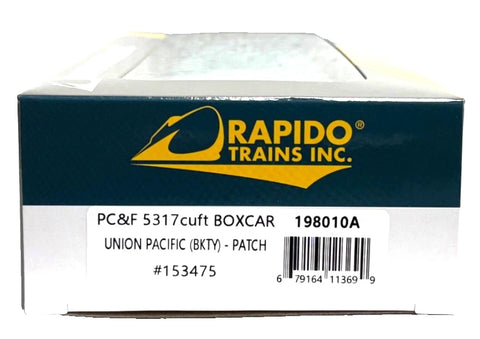 RAPIDO®
TRAINS INC.
PC&F 5317cuft BOXCAR 198010A
UNION PACIFIC (BKTY) - PATCH
#153475
6 79164 11369 9